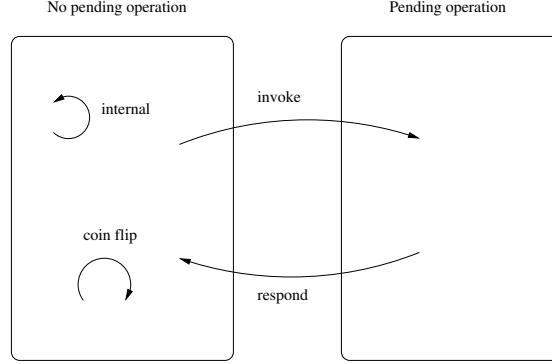 No pending operation
Pending operation
internal
invoke
coin flip
respond